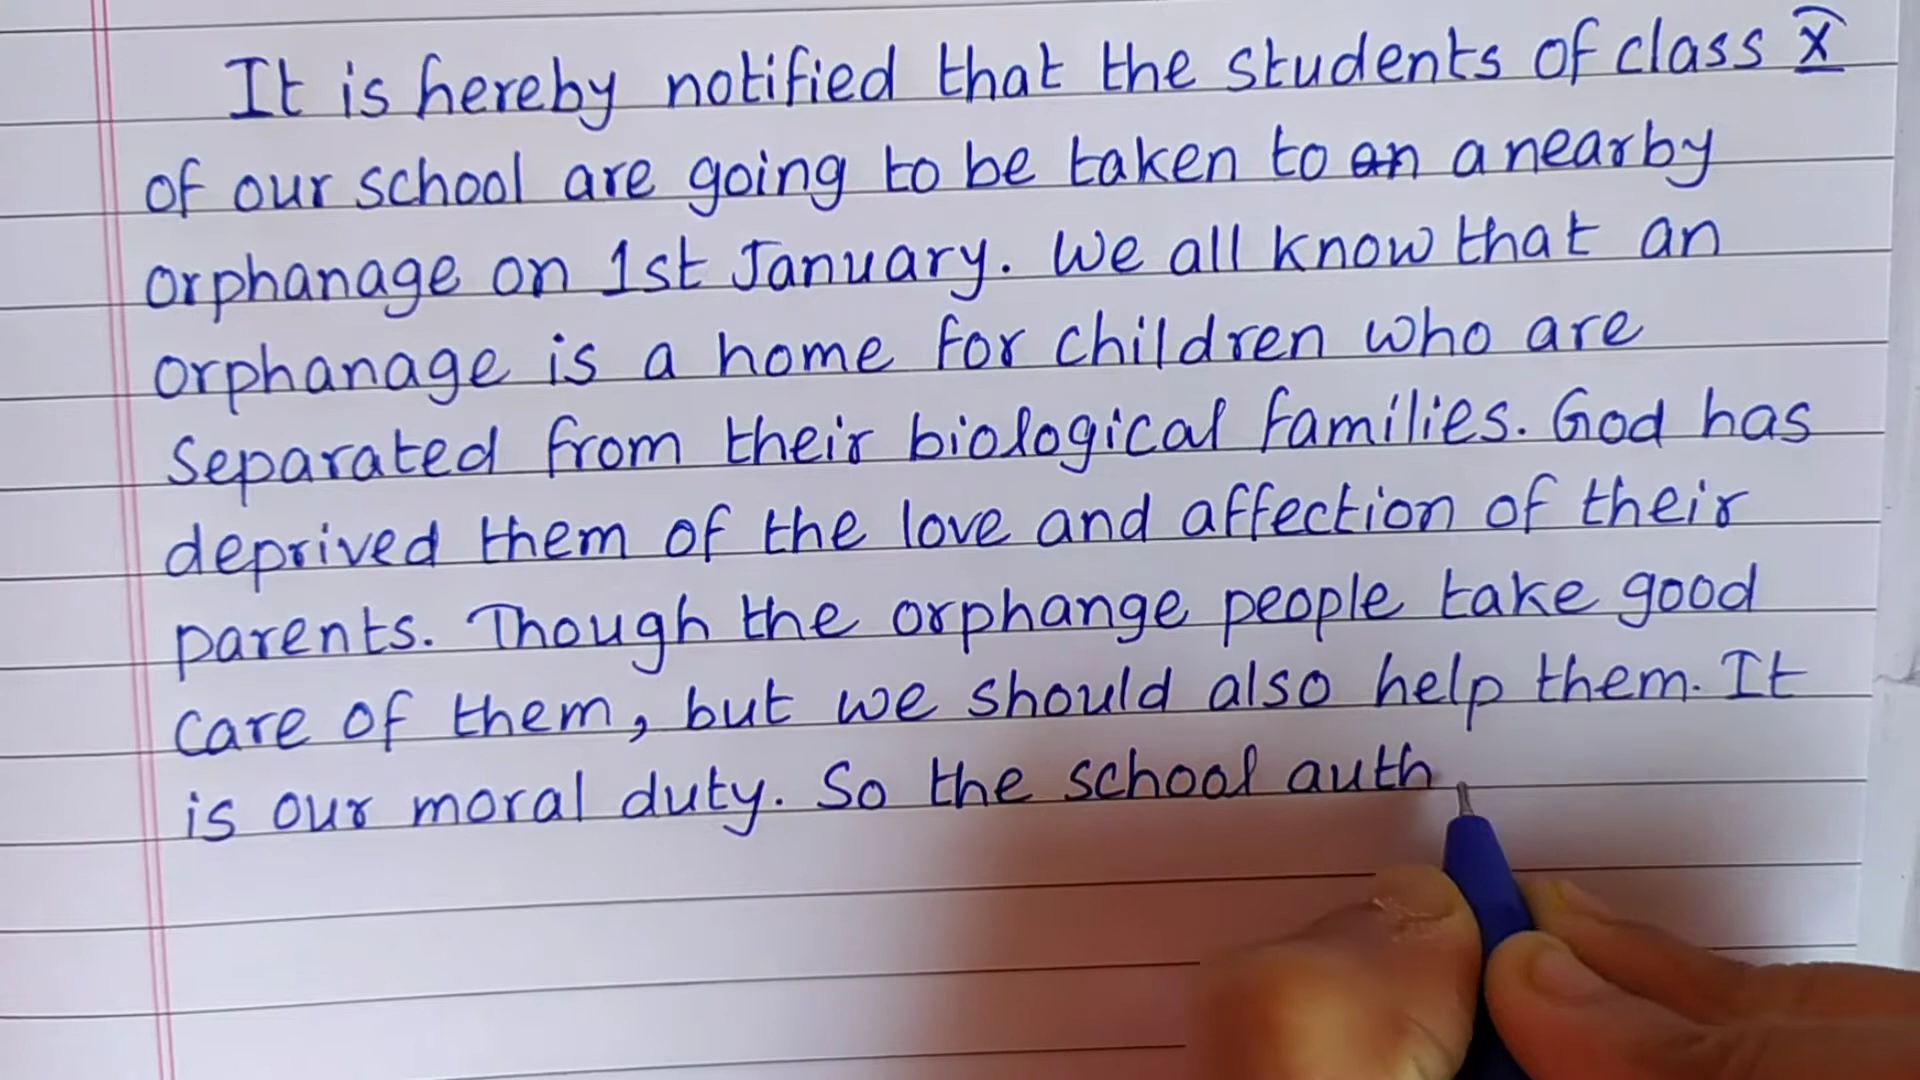 It is hereby notified that the students of class X
of our school are going to be taken to an a nearby
orphanage on 1st January. We all know that an
orphanage is a home for children who are
separated from their biological families. God has
deprived them of the love and affection of their
parents. Though the orphange people take good
care of them, but we should also help them. It
is our moral duty. So the school auth